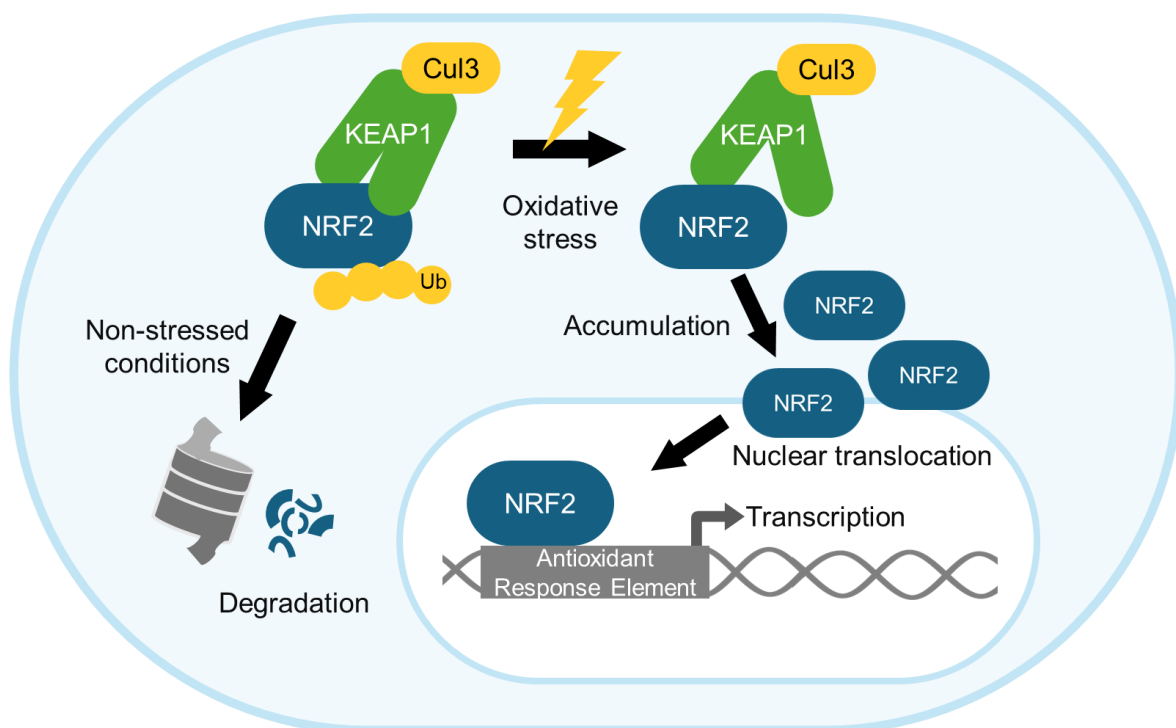 Cul3
KEAP1
NRF2
Ub
Oxidative
stress
Cul3
KEAP1
NRF2
Non-stressed
conditions
Degradation
Accumulation
NRF2
NRF2
NRF2
Nuclear translocation
NRF2
Transcription
Antioxidant
Response Element